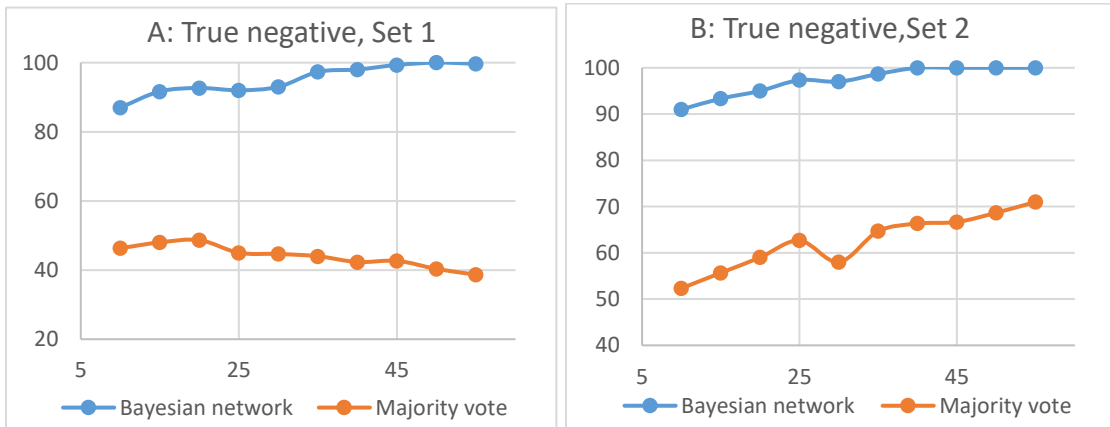 A: True negative, Set 1
100
80
60
40
20
5 25 45
Bayesian network Majority vote
B: True negative,Set 2
100
90
80
70
60
50
40
5 25 45
Bayesian network Majority vote